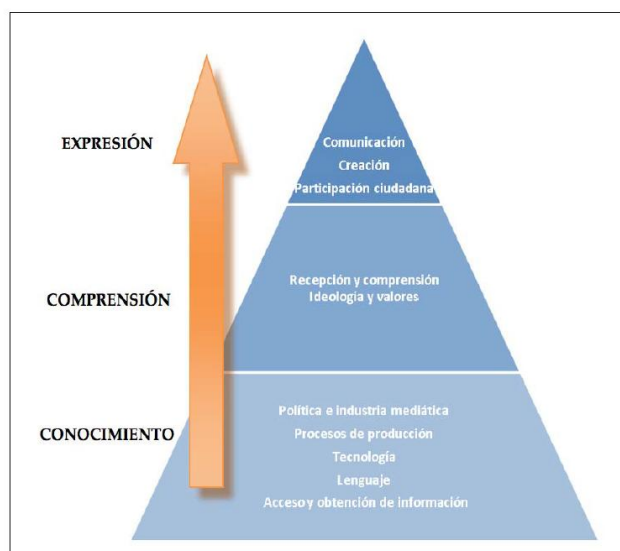 EXPRESIÓN
Comunicación
Creación
Participación ciudadana
COMPRENSIÓN
Recepción y comprensión
Ideología y valores
CONOCIMIENTO
Política e industria mediática
Procesos de producción
Tecnología
Lenguaje
Acceso y obtención de información